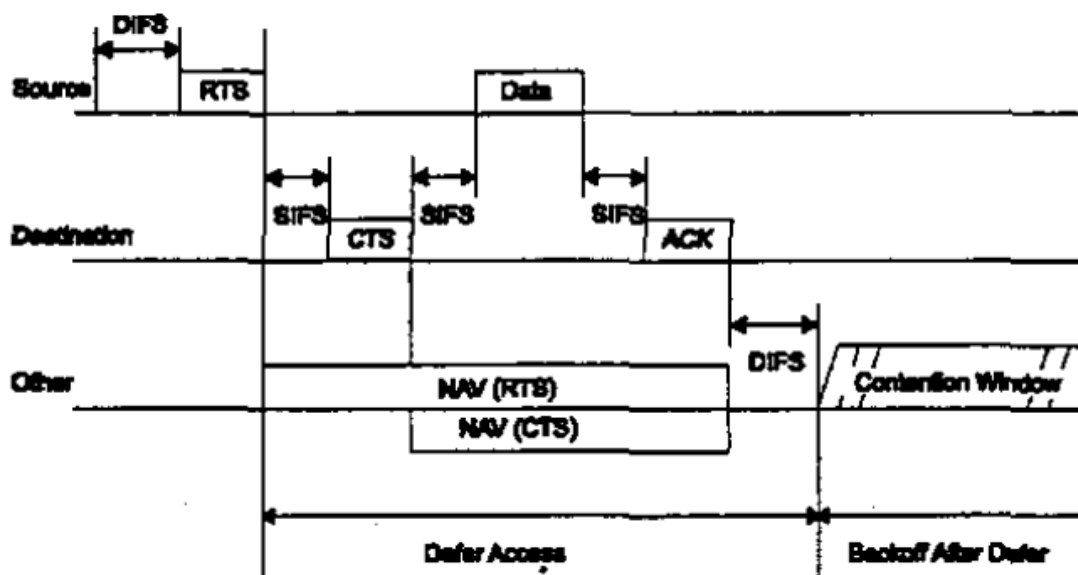 DIFS
Source
RTS
Data
SIFS
SIFS
SIFS
Destination
CTS
ACK
DIFS
Other
NAV (RTS)
Contention Window
NAV (CTS)
Defer Access
Backoff After Defer